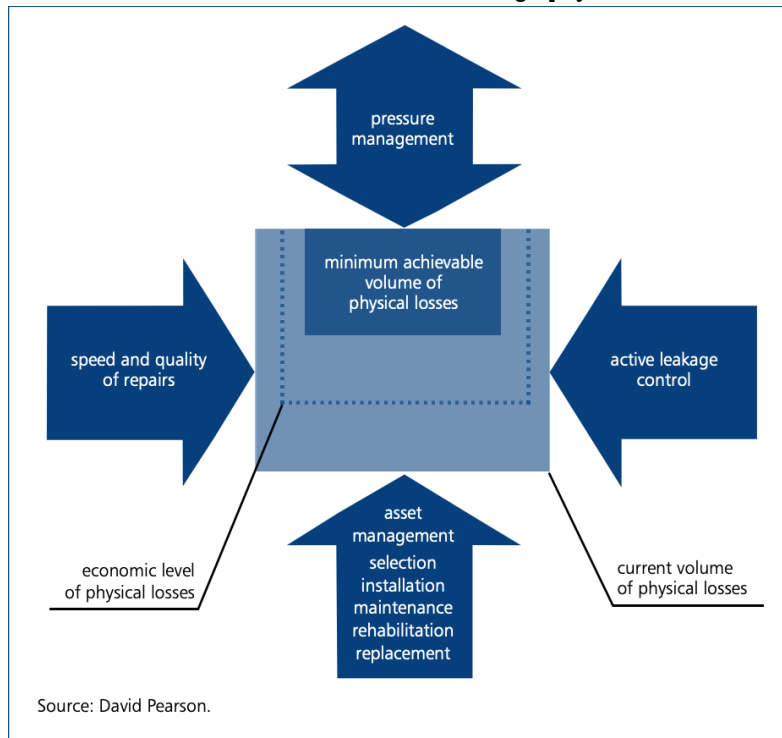 pressure
management
minimum achievable
volume of
physical losses
speed and quality
of repairs
active leakage
control
asset
management
selection
installation
maintenance
rehabilitation
replacement
economic level
of physical losses
current volume
of physical losses
Source: David Pearson.